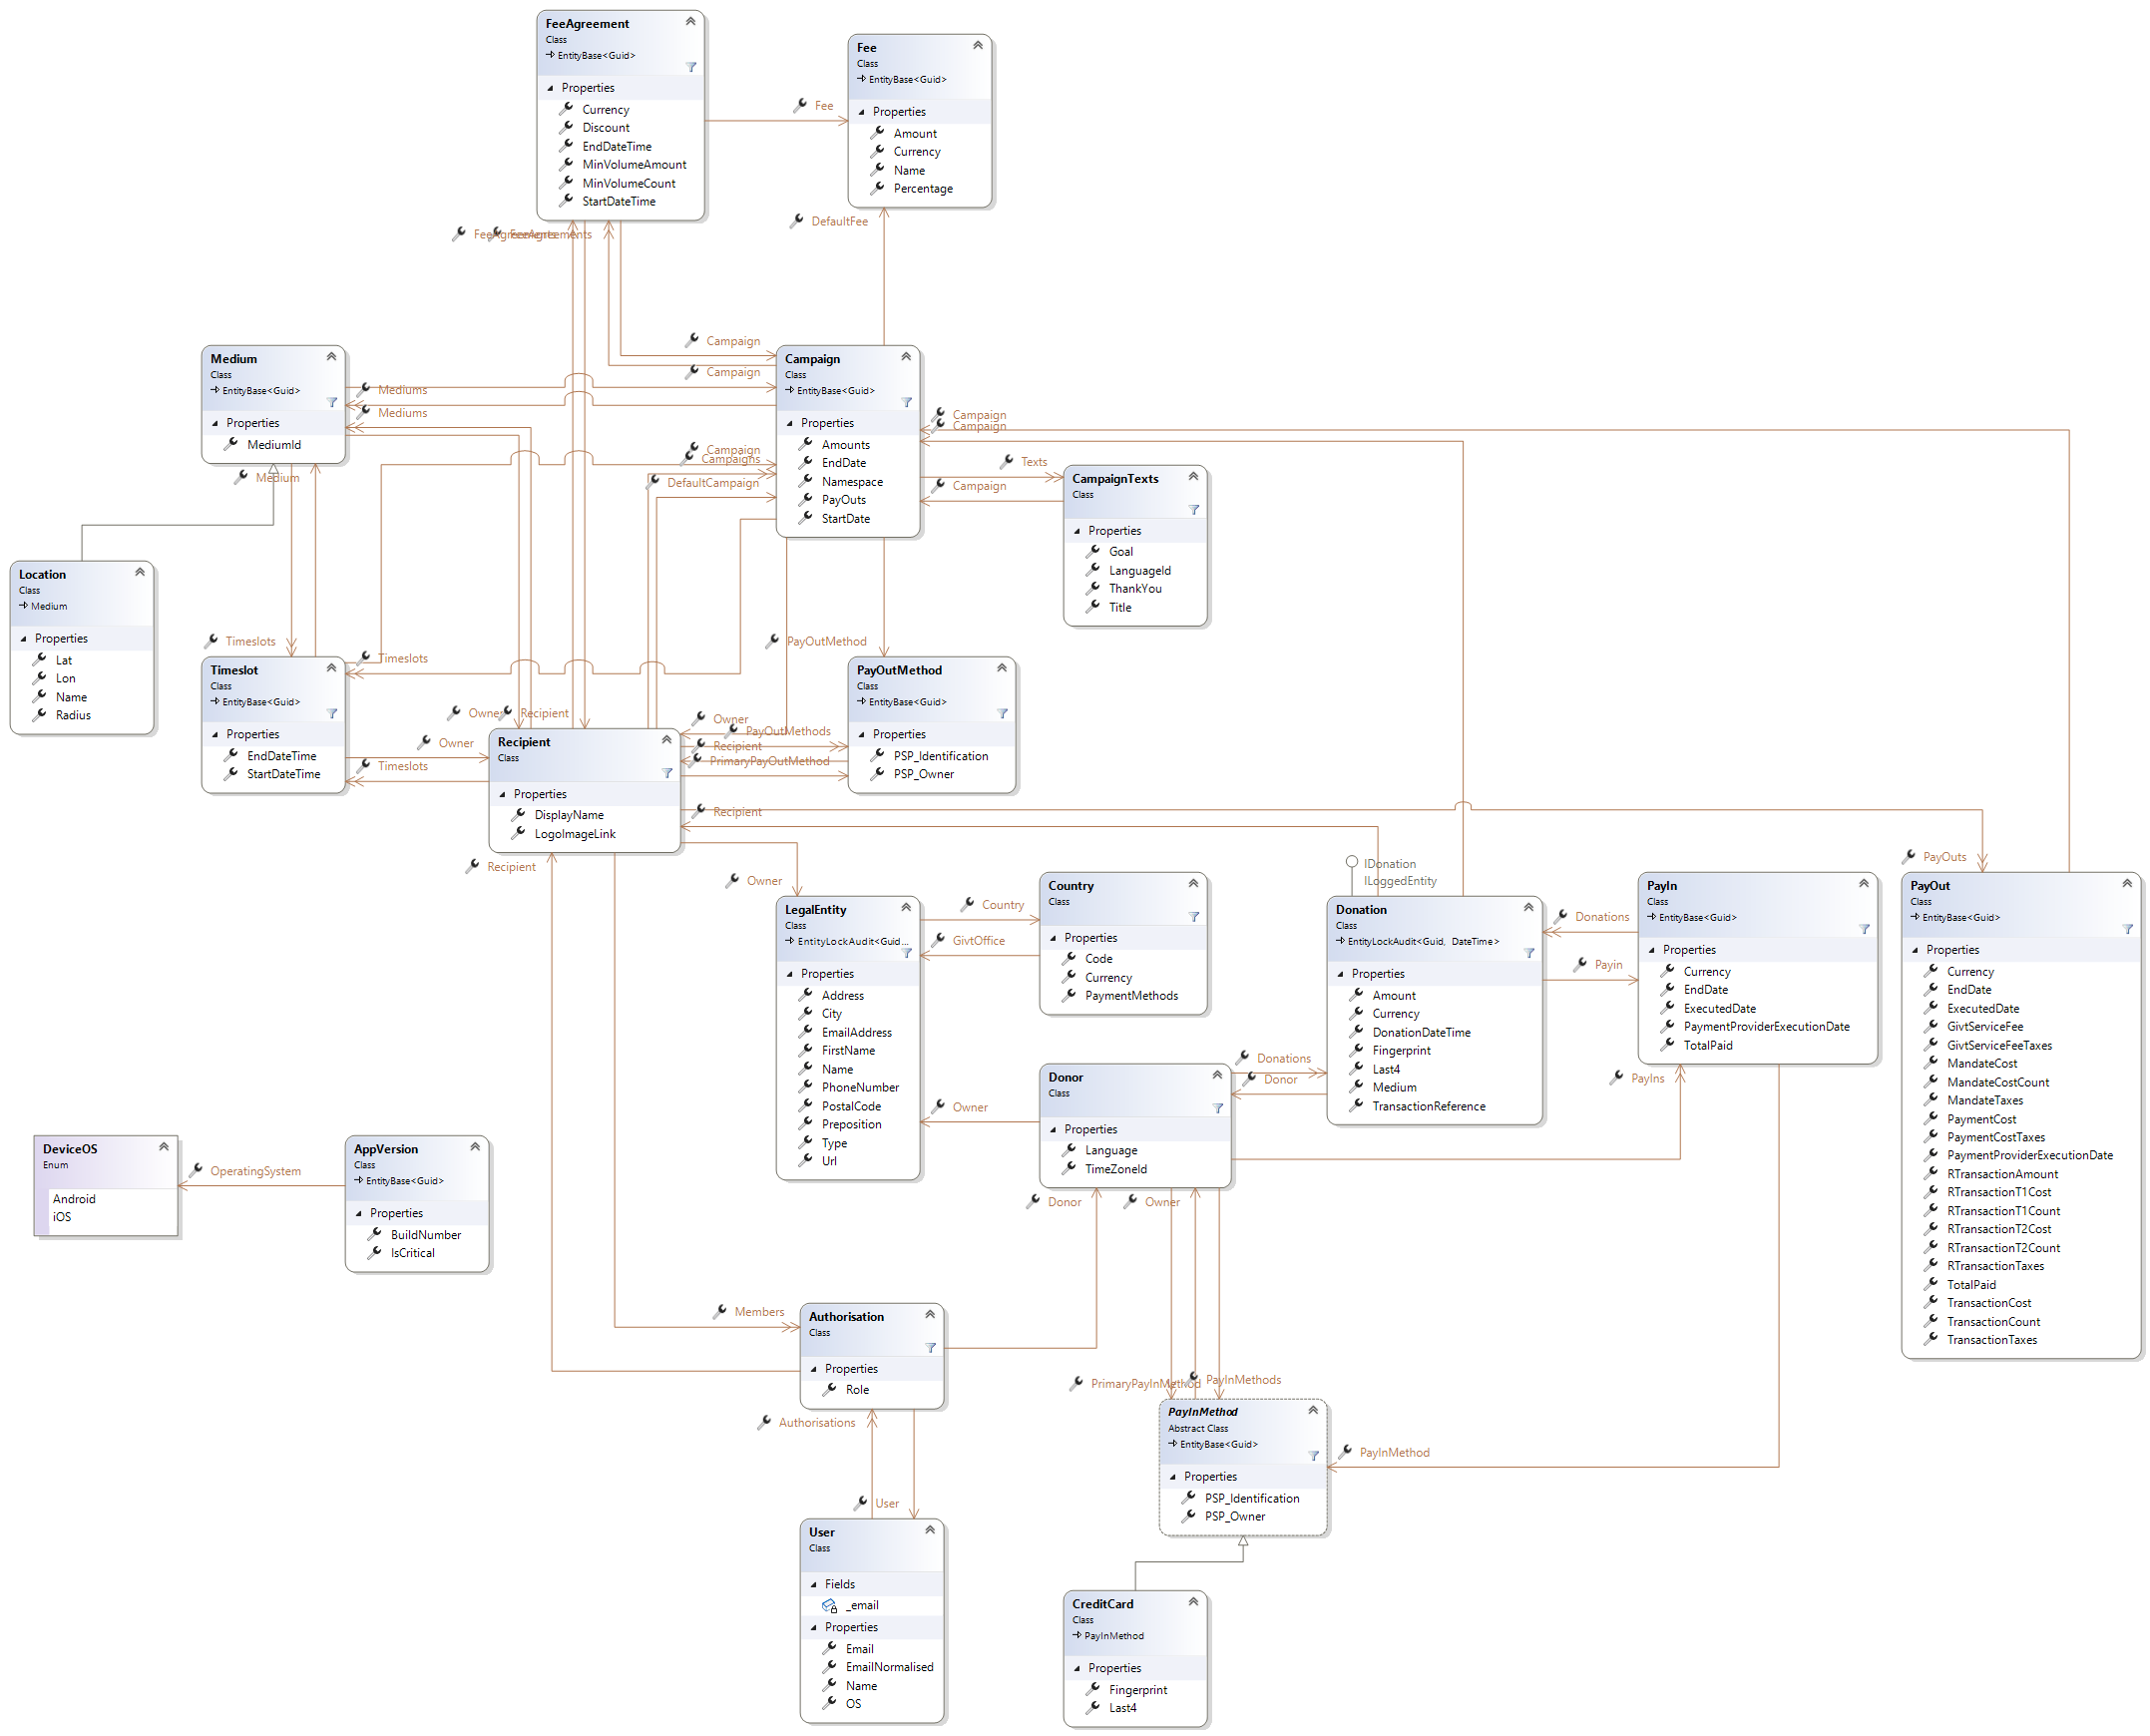 FeeAgreement
Class
EntityBase<Guid>
Properties
Currency
Discount
EndDateTime
MinVolumeAmount
MinVolumeCount
StartDateTime
Fee
Fee
Class
EntityBase<Guid>
Properties
Amount
Currency
Name
Percentage
DefaultFee
FeeAgreements
FeeAgreements
Campaign
Campaign
Medium
Class
EntityBase<Guid>
Properties
MediumId
Mediums
Mediums
Medium
Campaign
Class
EntityBase<Guid>
Properties
Amounts
EndDate
Namespace
PayOuts
StartDate
Campaign
Campaign
Campaign
Campaigns
DefaultCampaign
Texts
Campaign
CampaignTexts
Class
Properties
Goal
LanguageId
ThankYou
Title
Location
Class
Medium
Properties
Lat
Lon
Name
Radius
Timeslots
Timeslots
Timeslot
Class
EntityBase<Guid>
Properties
EndDateTime
StartDateTime
Owner
Timeslots
Owner
Recipient
Recipient
Class
Properties
DisplayName
LogoImageLink
PayOutMethod
Owner
PayOutMethods
Recipient
PrimaryPayOutMethod
PayOutMethod
Class
EntityBase<Guid>
Properties
PSP_Identification
PSP_Owner
Recipient
Recipient
Owner
LegalEntity
Class
EntityLockAudit<Guid...
Properties
Address
City
EmailAddress
FirstName
Name
PhoneNumber
PostalCode
Preposition
Type
Url
Country
GivtOffice
Country
Class
Properties
Code
Currency
PaymentMethods
IDonation
ILoggedEntity
Donation
Class
EntityLockAudit<Guid, DateTime>
Properties
Amount
Currency
DonationDateTime
Fingerprint
Last4
Medium
TransactionReference
Donations
Payin
PayIn
Class
EntityBase<Guid>
Properties
Currency
EndDate
ExecutedDate
PaymentProviderExecutionDate
TotalPaid
PayIns
PayOuts
PayOut
Class
EntityBase<Guid>
Properties
Currency
EndDate
ExecutedDate
GivtServiceFee
GivtServiceFeeTaxes
MandateCost
MandateCostCount
MandateTaxes
PaymentCost
PaymentCostTaxes
PaymentProviderExecutionDate
RTransactionAmount
RTransactionT1Cost
RTransactionT1Count
RTransactionT2Cost
RTransactionT2Count
RTransactionTaxes
TotalPaid
TransactionCost
TransactionCount
TransactionTaxes
Owner
Donor
Class
Properties
Language
TimeZoneId
Donations
Donor
Donor
Owner
DeviceOS
Enum
Android
iOS
OperatingSystem
AppVersion
Class
EntityBase<Guid>
Properties
BuildNumber
IsCritical
Members
Authorisation
Class
Properties
Role
Authorisations
User
User
Class
Fields
_email
Properties
Email
EmailNormalised
Name
OS
PrimaryPayInMethod
PayInMethods
PayInMethod
Abstract Class
EntityBase<Guid>
Properties
PSP_Identification
PSP_Owner
PayInMethod
CreditCard
Class
PayInMethod
Properties
Fingerprint
Last4